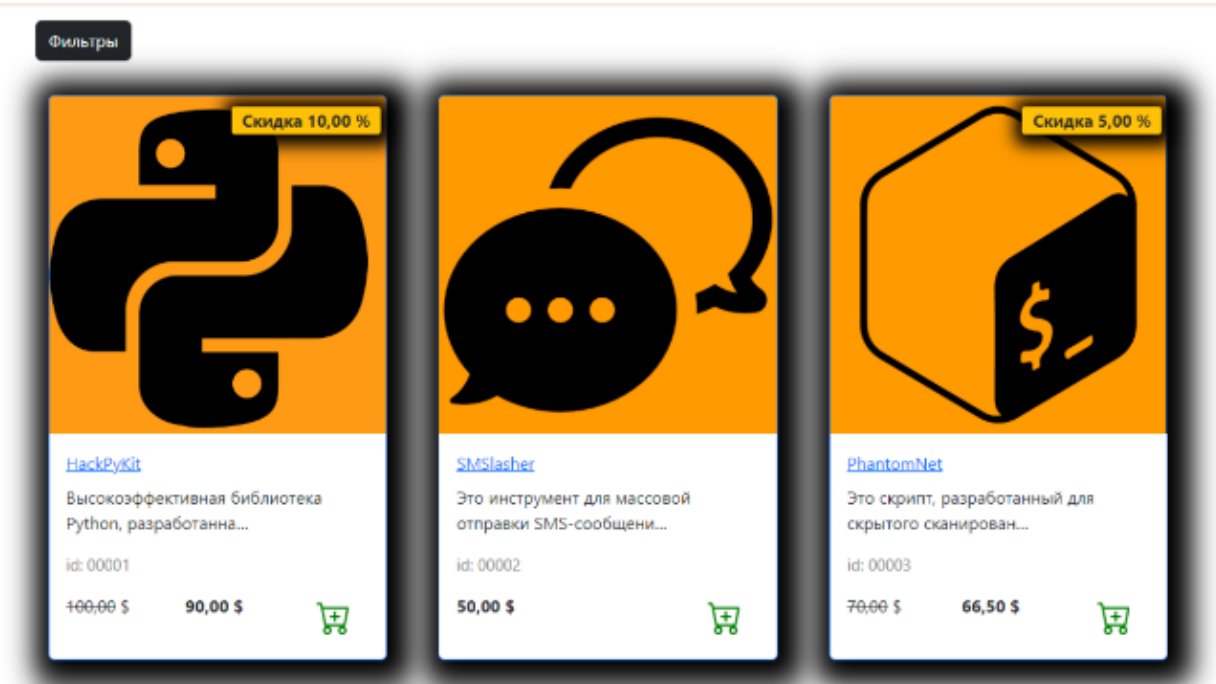 Фильтры
Скидка 10,00 %
Скидка 5,00 %
$_
HackPyKit
Высокоэффективная библиотека
Python, разработанна...
id: 00001
100,00 $ 90,00 $
SMSlasher
Это инструмент для массовой
отправки SMS-сообщени...
id: 00002
50,00 $
PhantomNet
Это скрипт, разработанный для
скрытого сканирован...
id: 00003
70,00 $ 66,50 $